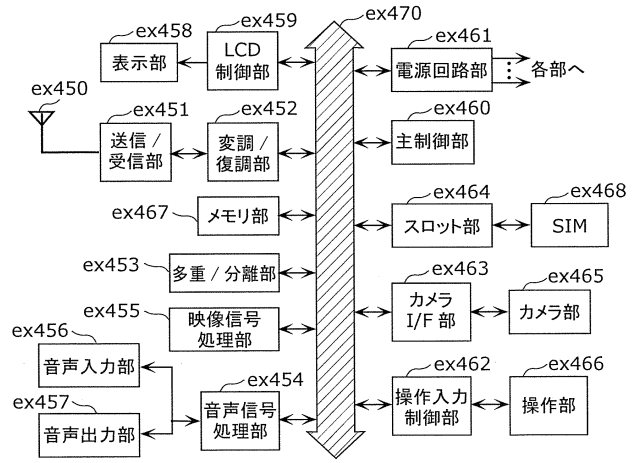 ex470
ex458
表示部
ex459
LCD
制御部
ex461
電源回路部
各部へ
ex450
ex451
送信 /
受信部
ex452
変調 /
復調部
ex460
主制御部
ex467
メモリ部
ex464
スロット部
ex468
SIM
ex453
多重 / 分離部
ex463
カメラ
I/F 部
ex465
カメラ部
ex455
映像信号
処理部
ex456
音声入力部
ex457
音声出力部
ex454
音声信号
処理部
ex462
操作入力
制御部
ex466
操作部